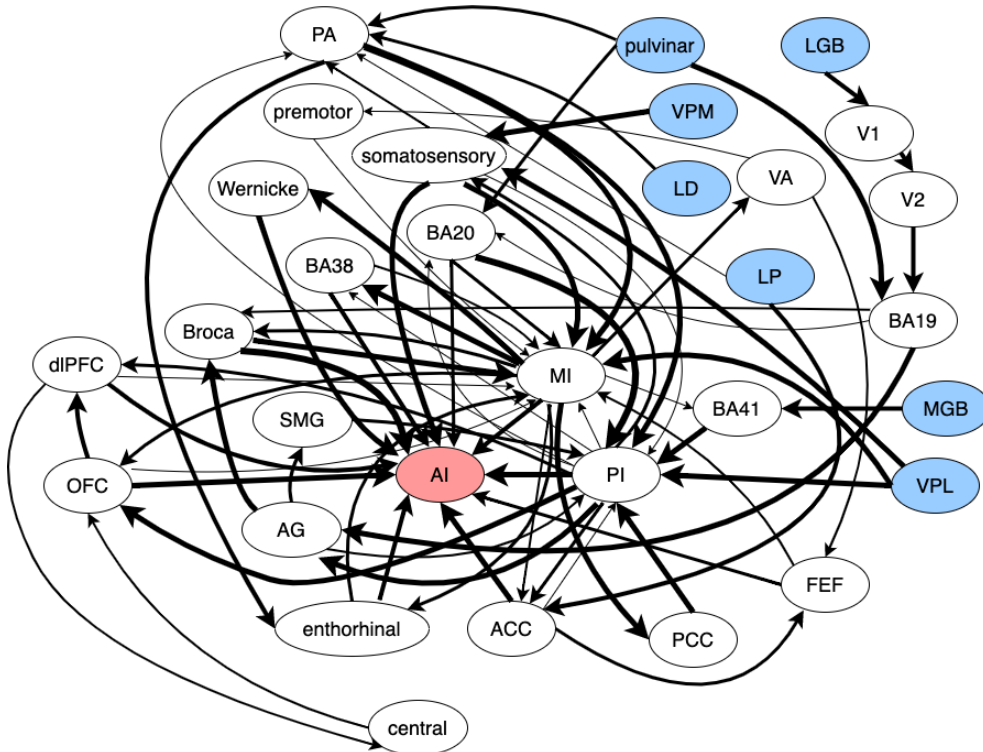 PA
pulvinar
LGB
premotor
VPM
V1
somatosensory
VA
Wernicke
LD
V2
BA20
BA38
LP
Broca
BA19
dlPFC
MI
SMG
BA41
MGB
OFC
AI
PI
VPL
AG
FEF
enthorhinal
ACC
PCC
central